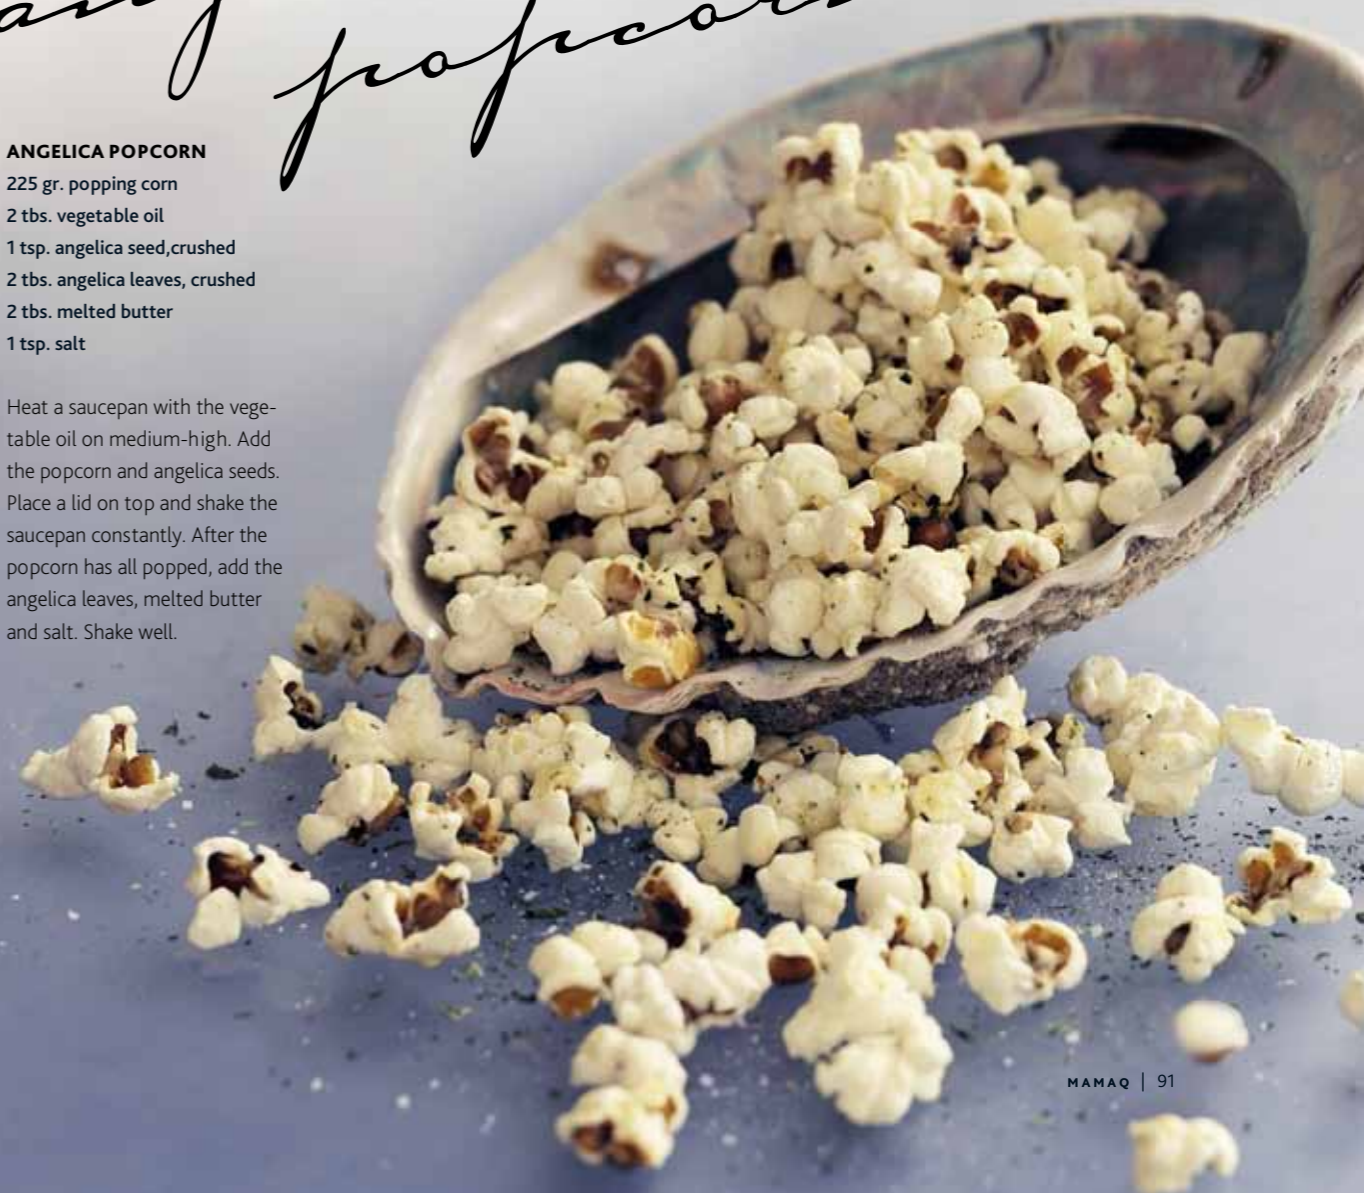 popcorn
ANGELICA POPCORN
225 gr. popping corn
2 tbs. vegetable oil
1 tsp. angelica seed,crushed
2 tbs. angelica leaves, crushed
2 tbs. melted butter
1 tsp. salt
Heat a saucepan with the vege-
table oil on medium-high. Add
the popcorn and angelica seeds.
Place a lid on top and shake the
saucepan constantly. After the
popcorn has all popped, add the
angelica leaves, melted butter
and salt. Shake well.
MAMAQ | 91